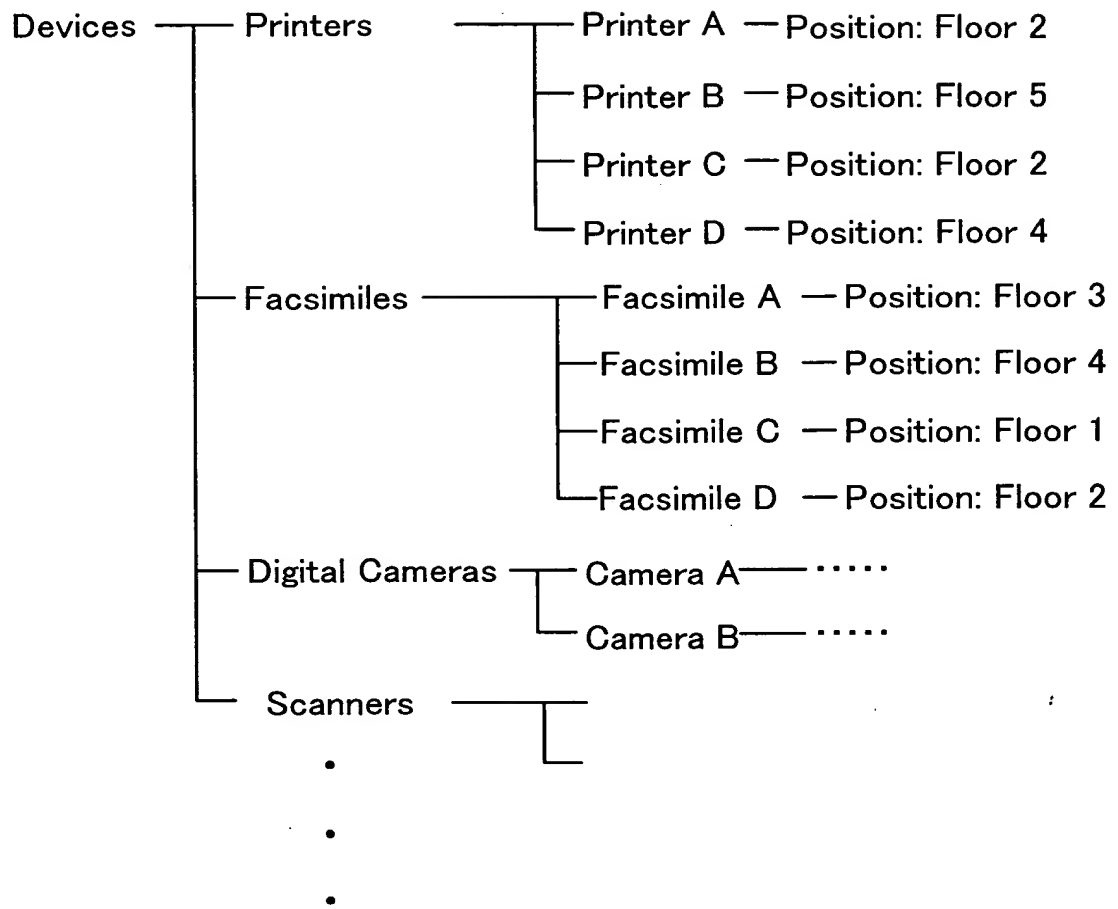 Devices Printers Printer A Position: Floor 2
Printer B Position: Floor 5
Printer C Position: Floor 2
Printer D Position: Floor 4
Facsimiles Facsimile A Position: Floor 3
Facsimile B Position: Floor 4
Facsimile C Position: Floor 1
Facsimile D Position: Floor 2
Digital Cameras Camera A .....
Camera B .....
Scanners